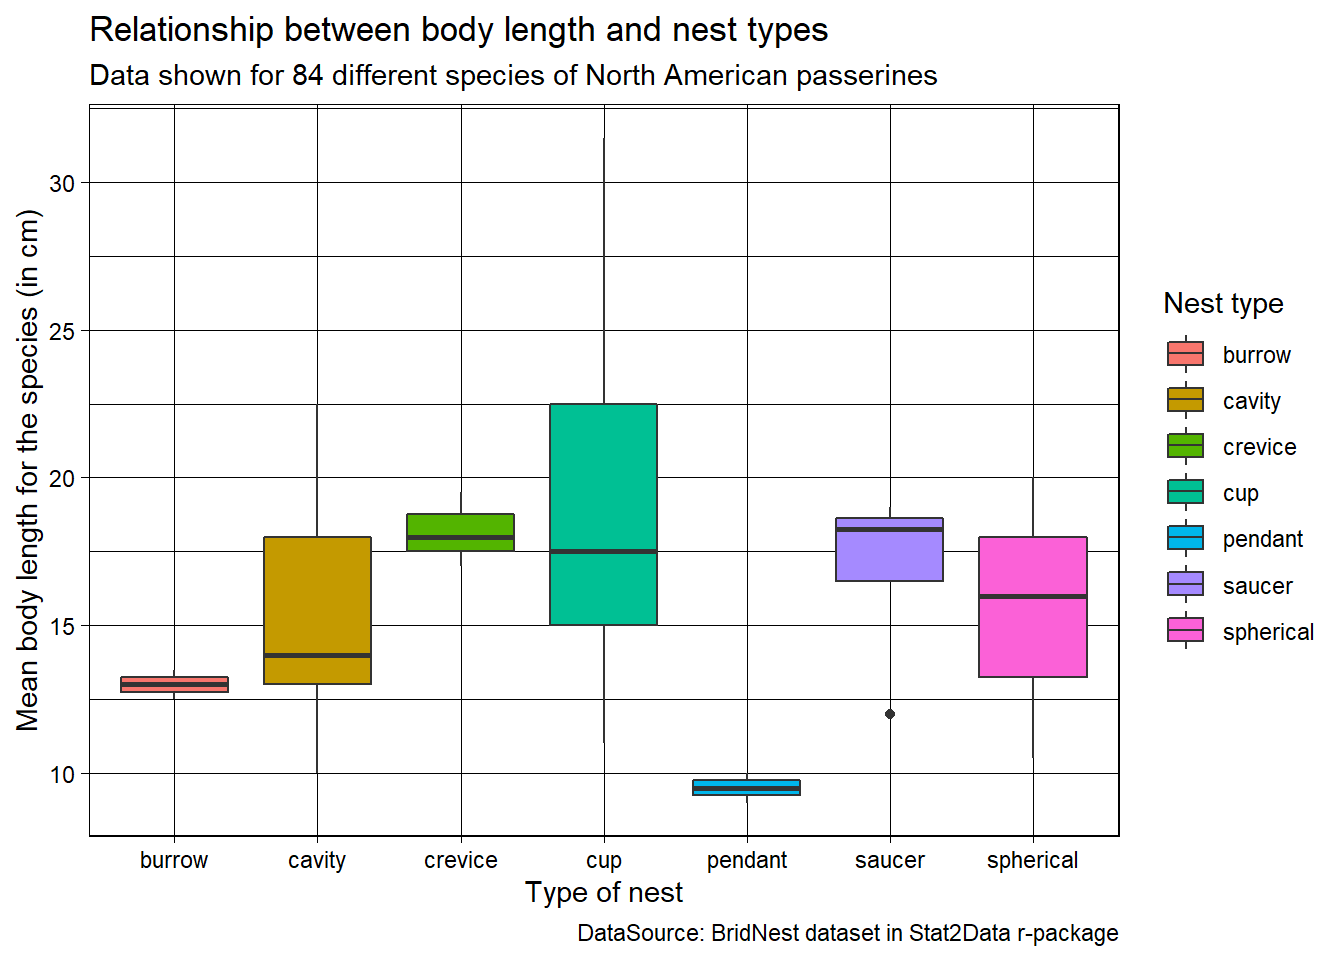 Relationship between body length and nest types
Data shown for 84 different species of North American passerines
Mean body length for the species (in cm)
30
25
20
15
10
burrow
cavity
crevice
cup
pendant
saucer
spherical
Type of nest
DataSource: BridNest dataset in Stat2Data r-package
Nest type
burrow
cavity
crevice
cup
pendant
saucer
spherical